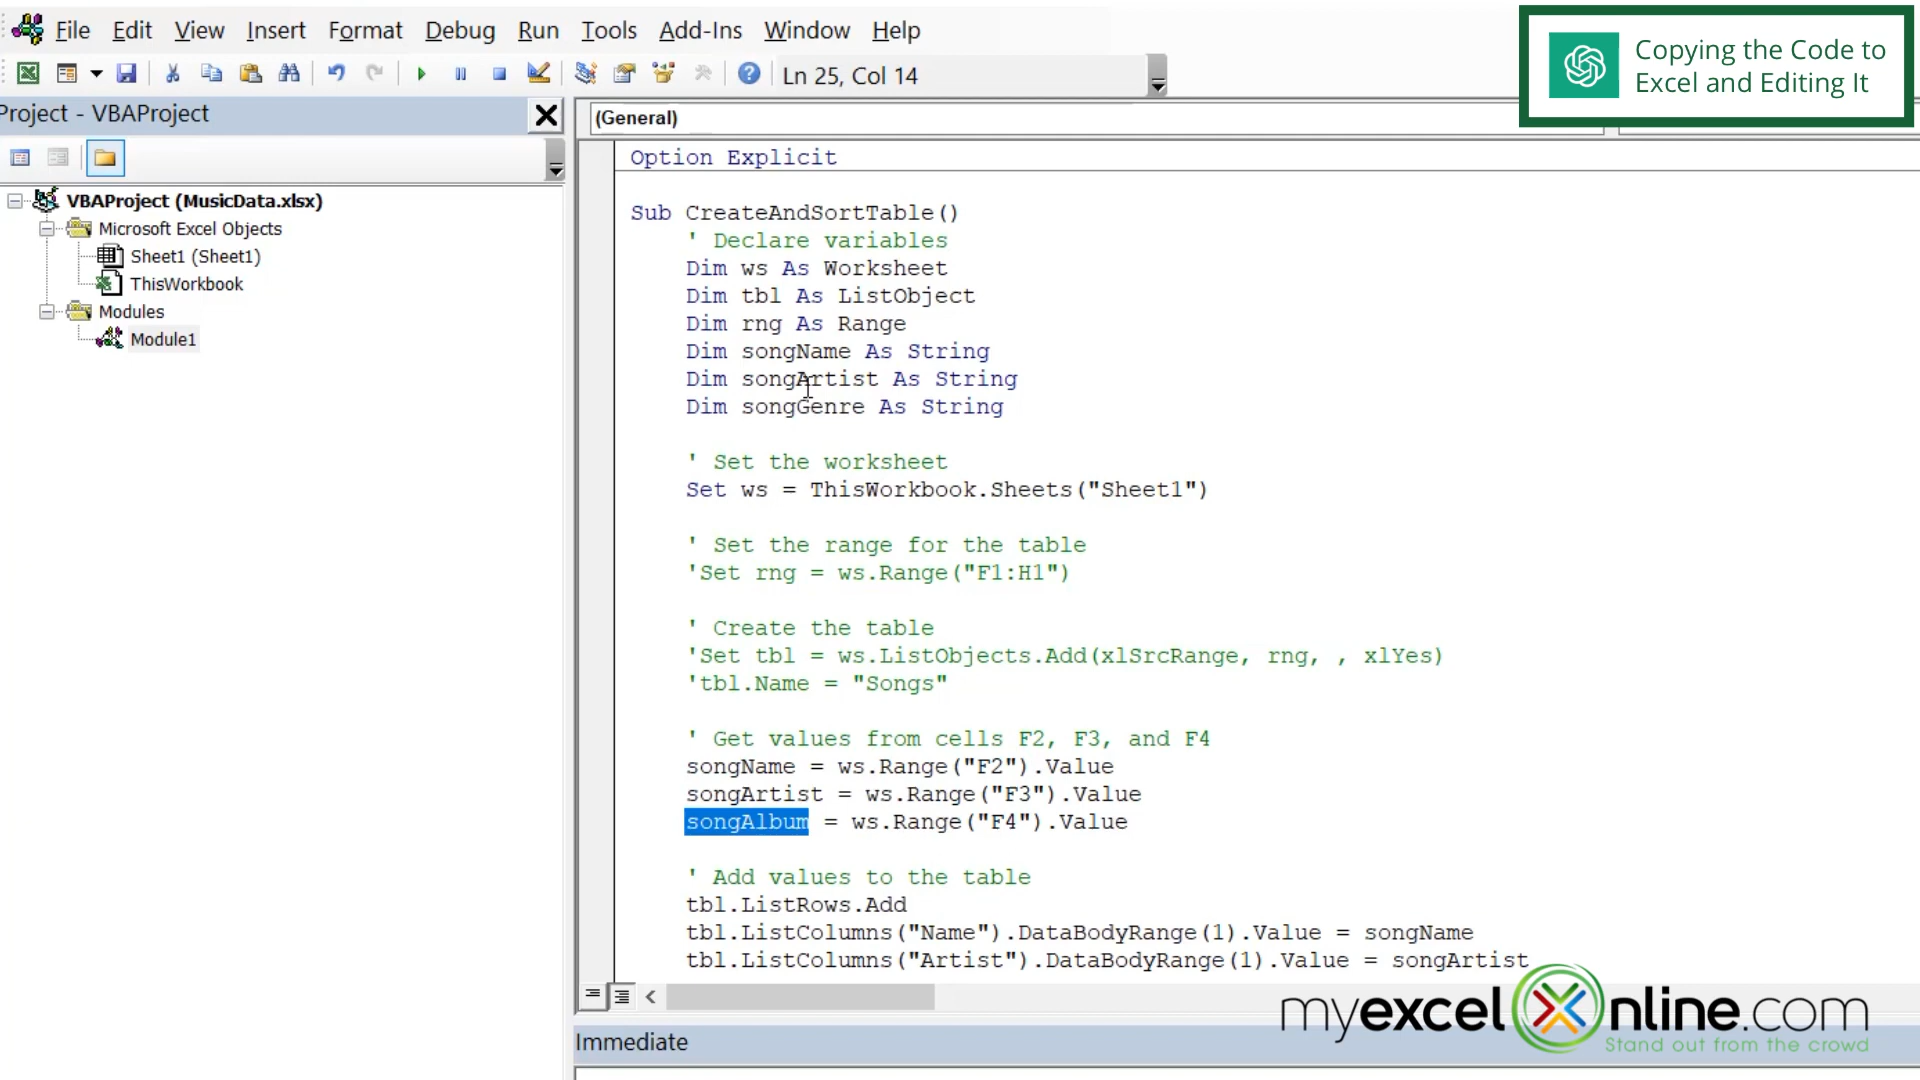 File Edit View Insert Format Debug Run Tools Add-Ins Window Help
Ln 25, Col 14
Copying the Code to
Excel and Editing It
Project - VBAProject
(General)
VBAProject (MusicData.xlsx)
Microsoft Excel Objects
Sheet1 (Sheet1)
ThisWorkbook
Modules
Module1
Option Explicit
Sub CreateAndSortTable()
' Declare variables
Dim ws As Worksheet
Dim tbl As ListObject
Dim rng As Range
Dim songName As String
Dim songArtist As String
Dim songGenre As String
' Set the worksheet
Set ws = ThisWorkbook.Sheets("Sheet1")
' Set the range for the table
'Set rng = ws.Range("F1:H1")
' Create the table
'Set tbl = ws.ListObjects.Add(xlSrcRange, rng, , xlYes)
'tbl.Name = "Songs"
' Get values from cells F2, F3, and F4
songName = ws.Range("F2").Value
songArtist = ws.Range("F3").Value
songAlbum = ws.Range("F4").Value
' Add values to the table
tbl.ListRows.Add
tbl.ListColumns("Name").DataBodyRange(1).Value = songName
tbl.ListColumns("Artist").DataBodyRange(1).Value = songArtist
Immediate
myexcelOnline.com
Stand out from the crowd